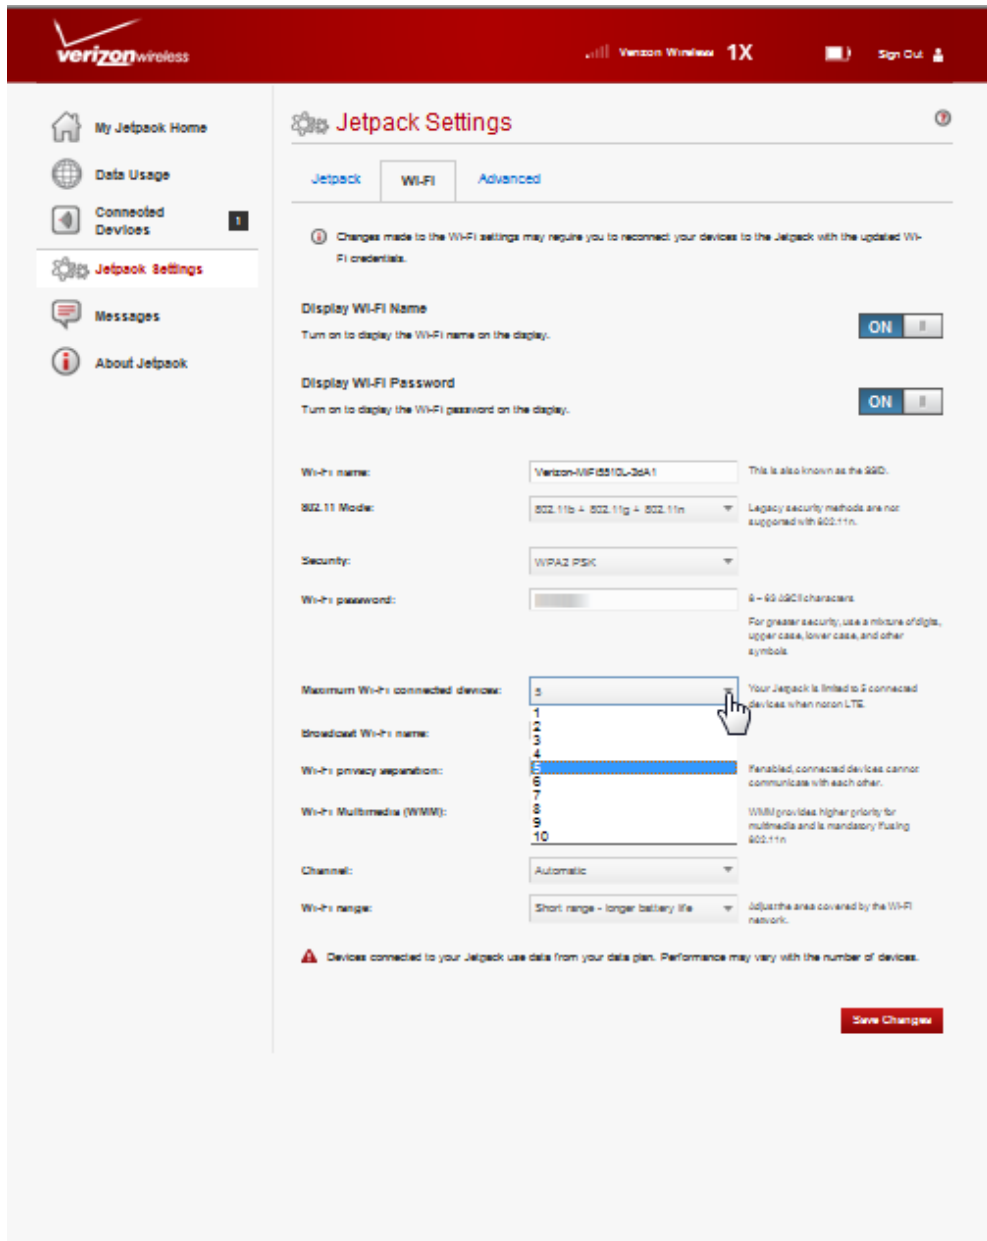 verizonwireless
Verizon Wireless 1X
Sign Out
My Jetpack Home
Data Usage
Connected
Devices
1
Jetpack Settings
Messages
About Jetpack
Jetpack Settings
?
Jetpack
Wi-Fi
Advanced
Changes made to the Wi-Fi settings may require you to reconnect your devices to the Jetpack with the updated Wi-
Fi credentials.
Display Wi-Fi Name
Turn on to display the Wi-Fi name on the display.
ON
Display Wi-Fi Password
Turn on to display the Wi-Fi password on the display.
ON
Wi-Fi name:
Verizon-MiFi5510L-3dA1
This is also known as the SSID.
802.11 Mode:
802.11b + 802.11g + 802.11n
Legacy security methods are not
supported with 802.11n.
Security:
WPA2 PSK
Wi-Fi password:
8 – 63 ASCII characters
For greater security, use a mixture of digits,
upper case, lower case, and other
symbols
Maximum Wi-Fi connected devices:
5
Your Jetpack is limited to 5 connected
devices when not on LTE.
1
2
3
4
5
6
7
8
9
10
Broadcast Wi-Fi name:
Wi-Fi privacy separation:
If enabled, connected devices cannot
communicate with each other.
Wi-Fi Multimedia (WMM):
WMM provides higher priority for
multimedia and is mandatory if using
802.11n
Channel:
Automatic
Wi-Fi range:
Short range - longer battery life
Adjust the area covered by the Wi-Fi
network.
Devices connected to your Jetpack use data from your data plan. Performance may vary with the number of devices.
Save Changes